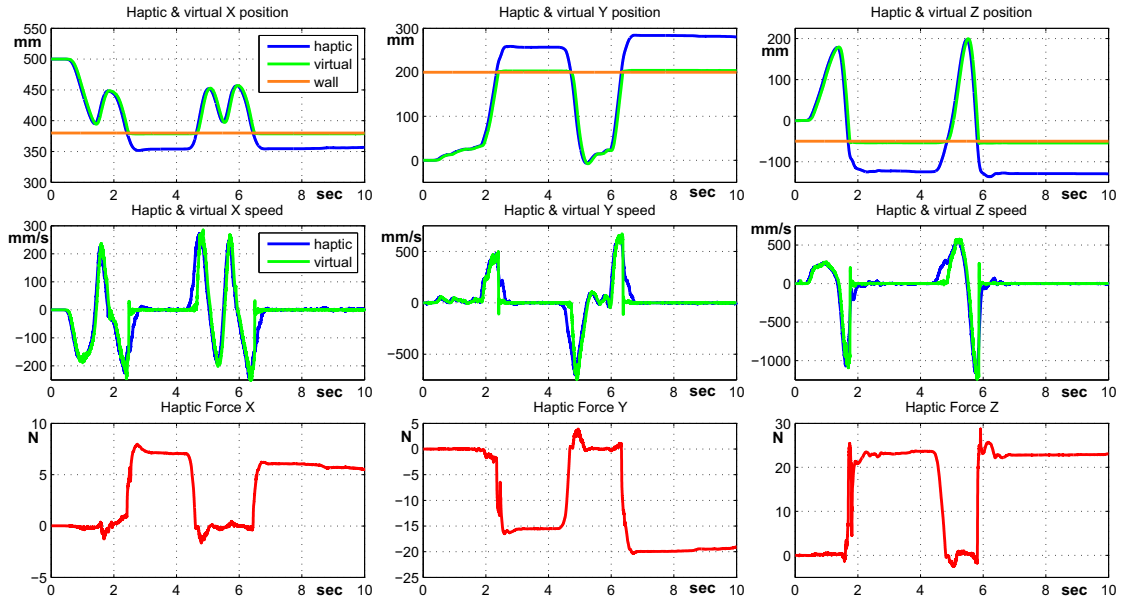 Haptic & virtual X position
550
mm
500
450
400
350
300
0 2 4 6 8 sec 10
haptic
virtual
wall
Haptic & virtual Y position
300
mm
200
100
0
0 2 4 6 8 sec 10
Haptic & virtual Z position
200
mm
100
0
−100
0 2 4 6 8 sec 10
Haptic & virtual X speed
300
mm/s
200
100
0
−100
−200
0 2 4 6 8 sec 10
haptic
virtual
Haptic & virtual Y speed
mm/s
500
0
−500
0 2 4 6 8 sec 10
Haptic & virtual Z speed
mm/s
500
0
−500
−1000
0 2 4 6 8 sec 10
Haptic Force X
10
N
5
0
−5
0 2 4 6 8 sec 10
Haptic Force Y
5
N
0
−5
−10
−15
−20
−25
0 2 4 6 8 sec 10
Haptic Force Z
30
N
20
10
0
0 2 4 6 8 sec 10